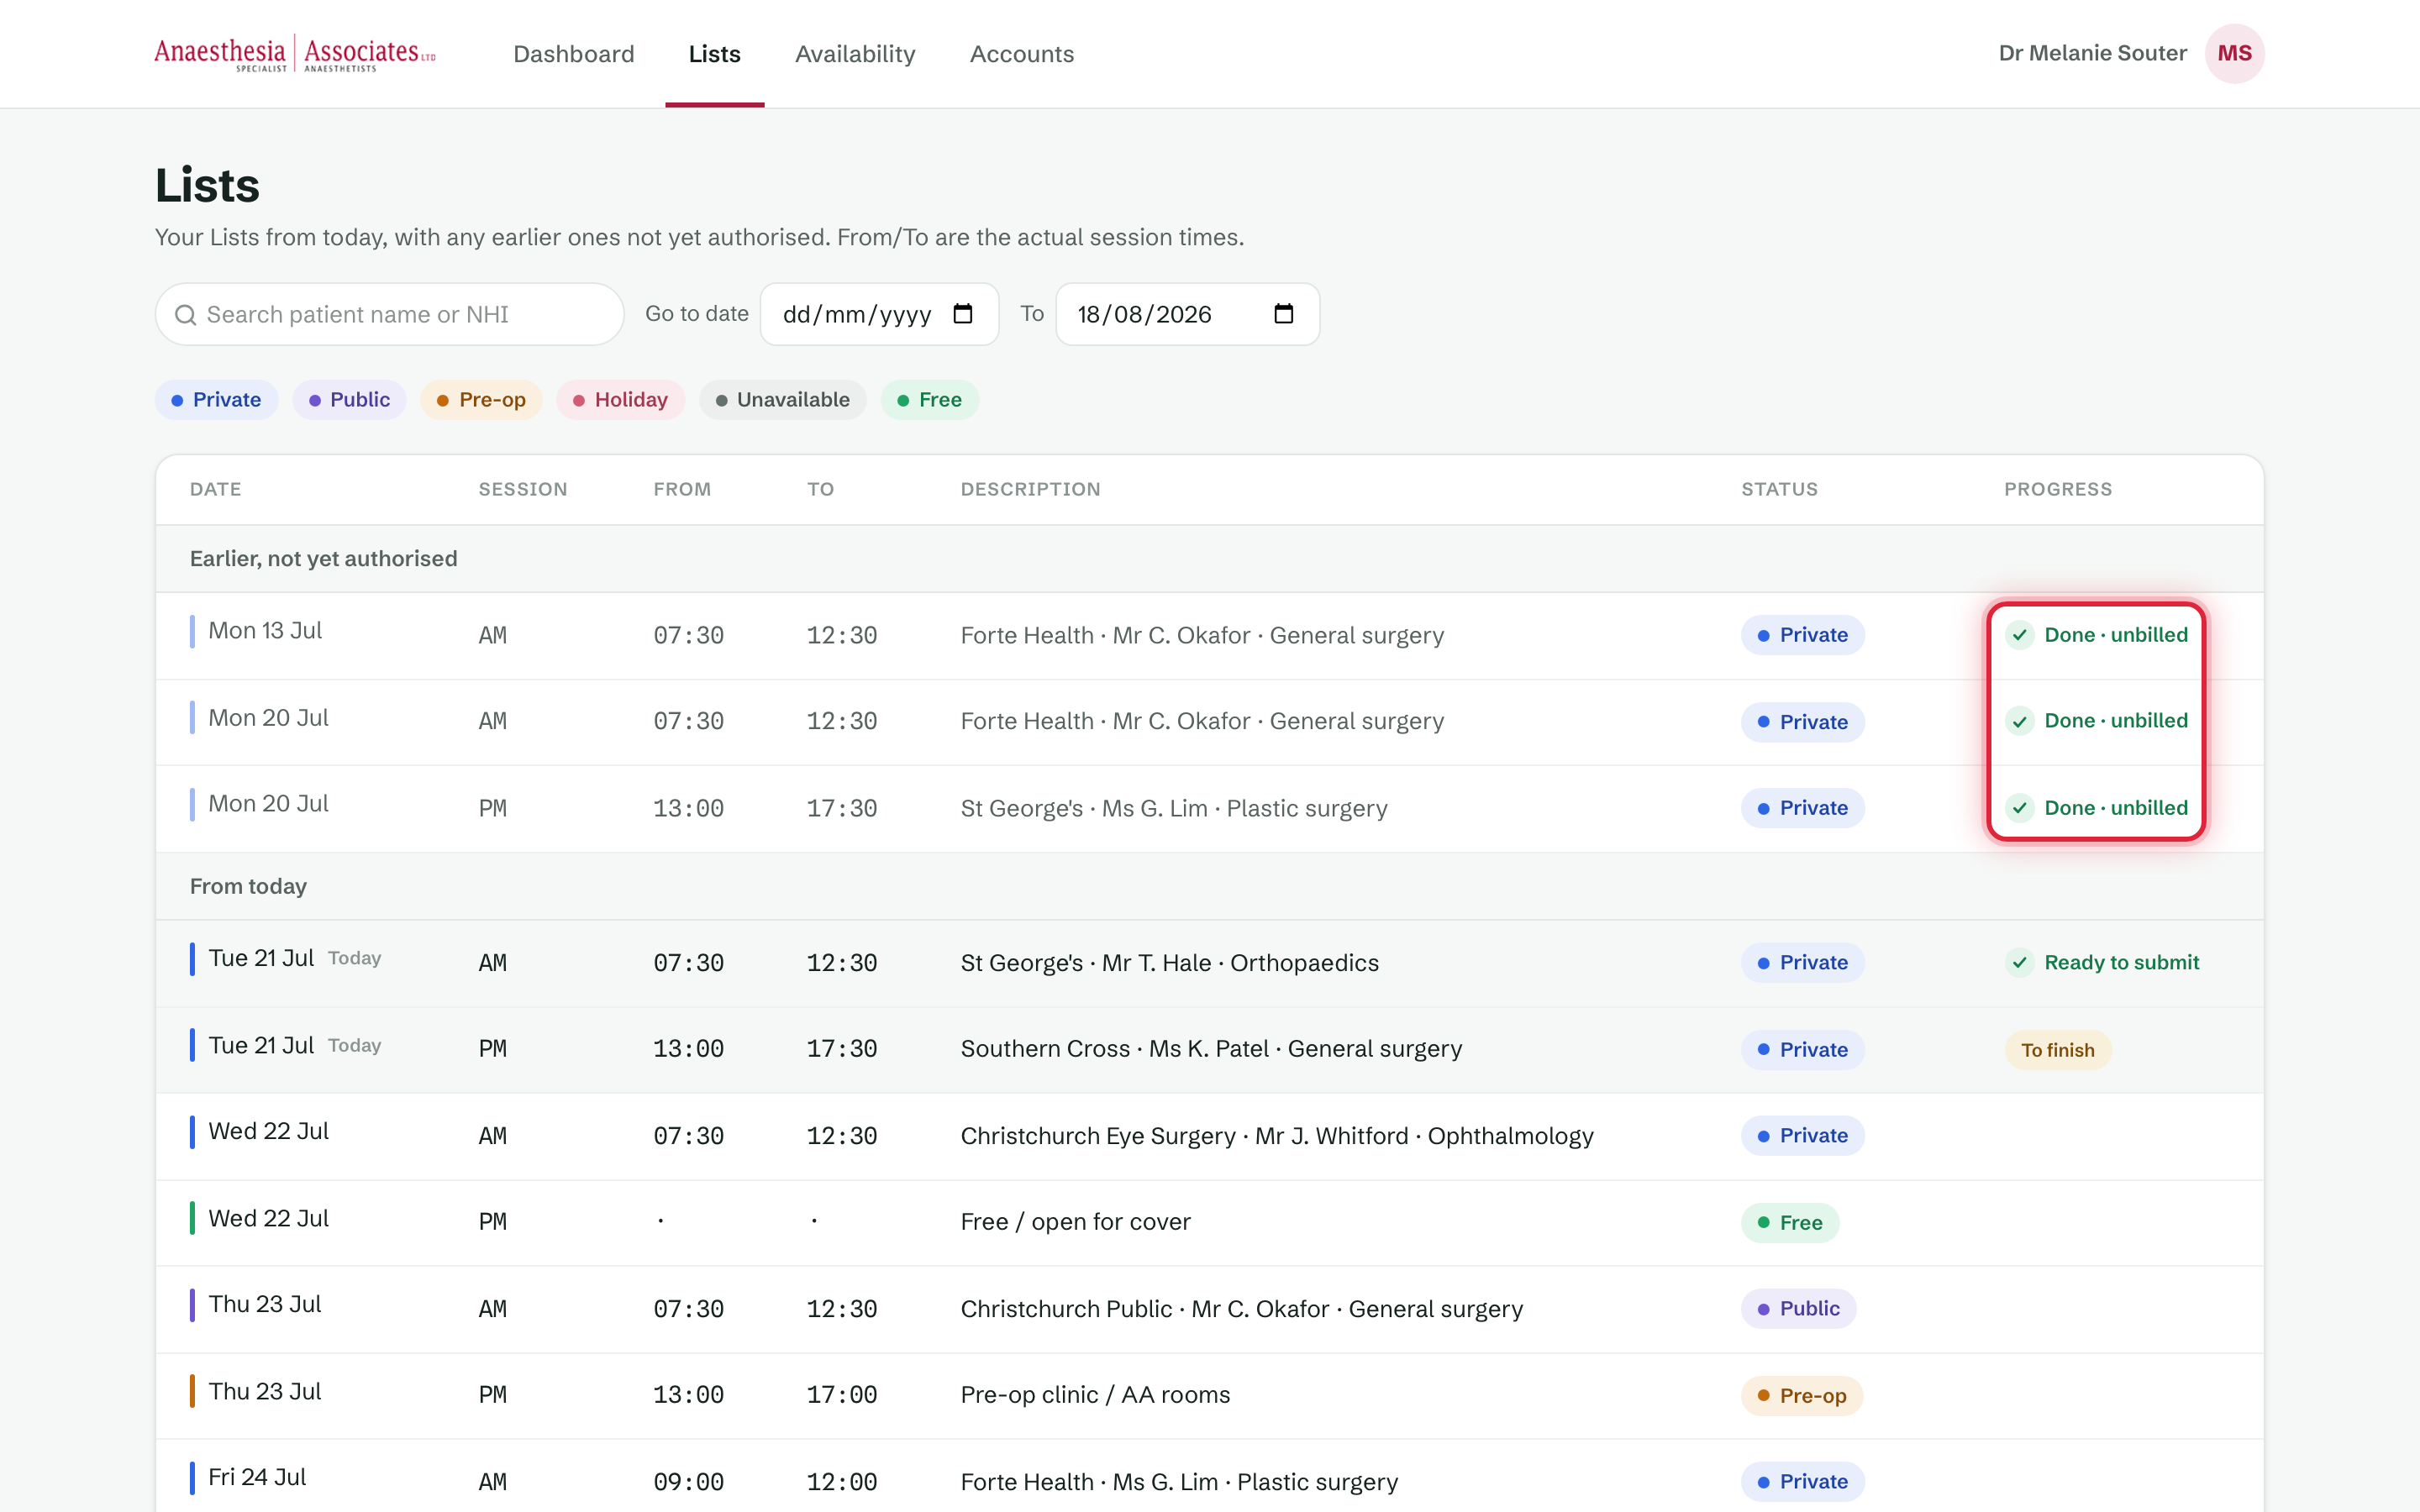 Anaesthesia | Associates LTD
SPECIALIST ANAESTHETISTS
Dashboard Lists Availability Accounts
Dr Melanie Souter MS
Lists
Your Lists from today, with any earlier ones not yet authorised. From/To are the actual session times.
Search patient name or NHI Go to date dd/mm/yyyy To 18/08/2026
Private Public Pre-op Holiday Unavailable Free
DATE SESSION FROM TO DESCRIPTION STATUS PROGRESS
Earlier, not yet authorised
Mon 13 Jul AM 07:30 12:30 Forte Health · Mr C. Okafor · General surgery Private Done · unbilled
Mon 20 Jul AM 07:30 12:30 Forte Health · Mr C. Okafor · General surgery Private Done · unbilled
Mon 20 Jul PM 13:00 17:30 St George's · Ms G. Lim · Plastic surgery Private Done · unbilled
From today
Tue 21 Jul Today AM 07:30 12:30 St George's · Mr T. Hale · Orthopaedics Private Ready to submit
Tue 21 Jul Today PM 13:00 17:30 Southern Cross · Ms K. Patel · General surgery Private To finish
Wed 22 Jul AM 07:30 12:30 Christchurch Eye Surgery · Mr J. Whitford · Ophthalmology Private
Wed 22 Jul PM · · Free / open for cover Free
Thu 23 Jul AM 07:30 12:30 Christchurch Public · Mr C. Okafor · General surgery Public
Thu 23 Jul PM 13:00 17:00 Pre-op clinic / AA rooms Pre-op
Fri 24 Jul AM 09:00 12:00 Forte Health · Ms G. Lim · Plastic surgery Private